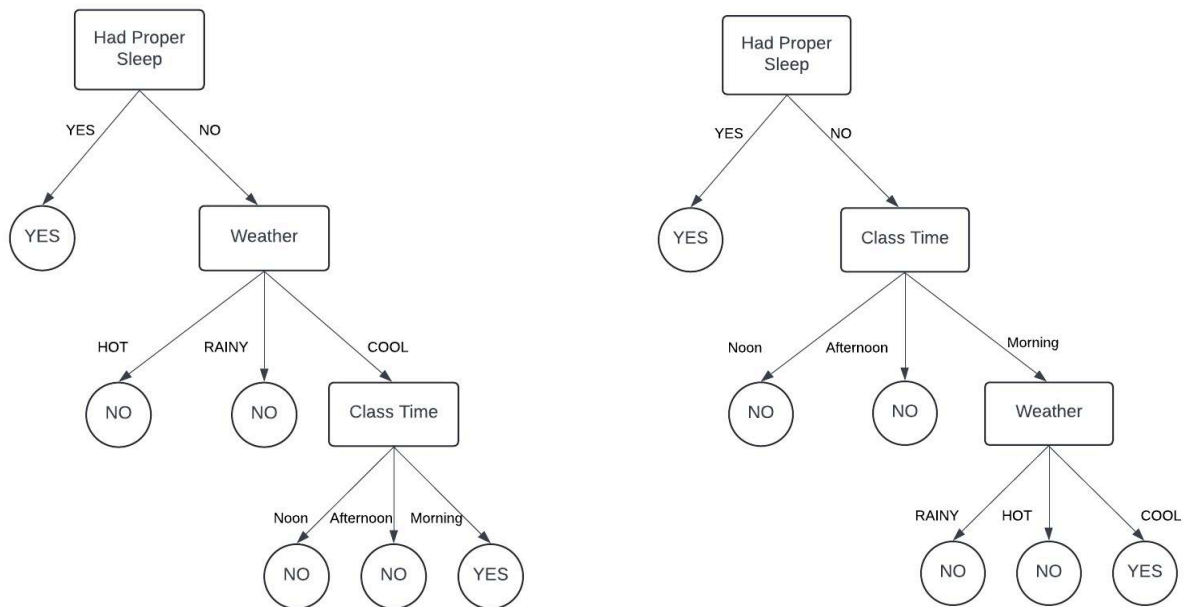 Had Proper
Sleep
YES
NO
YES
Weather
HOT
RAINY
COOL
NO
NO
Class Time
Noon
Afternoon
Morning
NO
NO
YES
Had Proper
Sleep
YES
NO
YES
Class Time
Noon
Afternoon
Morning
NO
NO
Weather
RAINY
HOT
COOL
NO
NO
YES